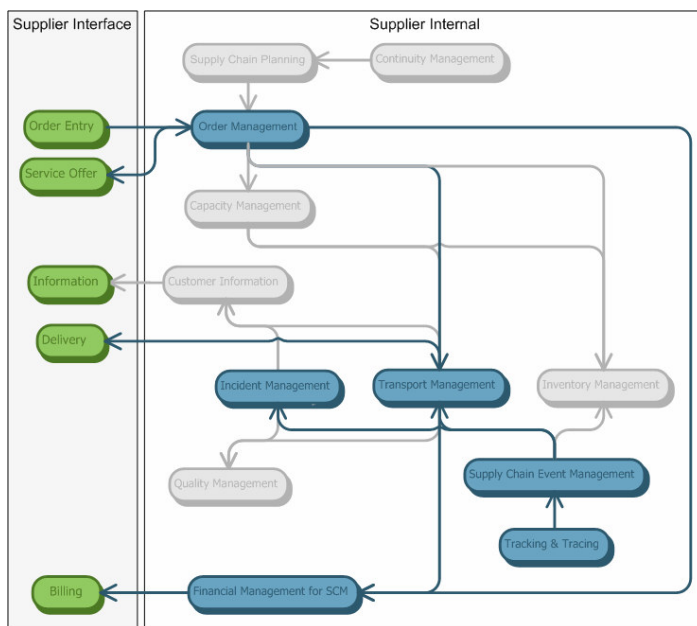 Supplier Interface
Supplier Internal
Supply Chain Planning
Continuity Management
Order Entry
Order Management
Service Offer
Capacity Management
Information
Customer Information
Delivery
Incident Management
Transport Management
Inventory Management
Quality Management
Supply Chain Event Management
Tracking & Tracing
Billing
Financial Management for SCM